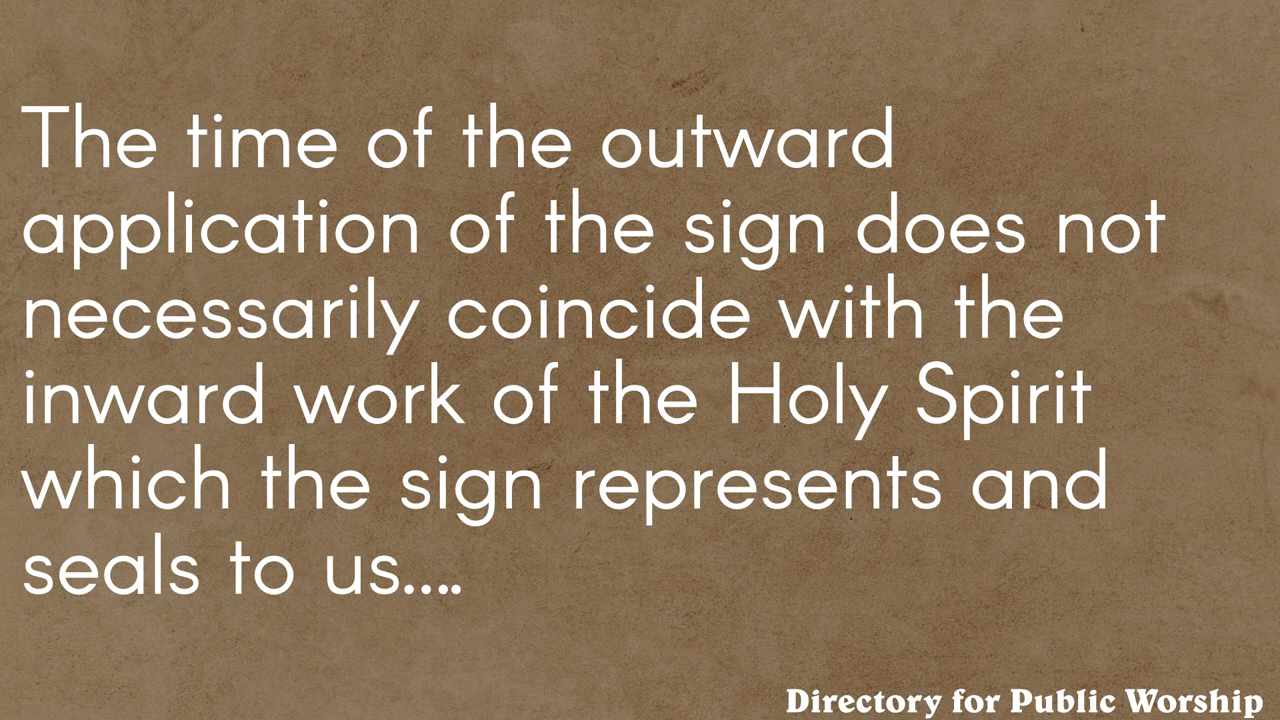 The time of the outward
application of the sign does not
necessarily coincide with the
inward work of the Holy Spirit
which the sign represents and
seals to us....
Directory for Public Worship